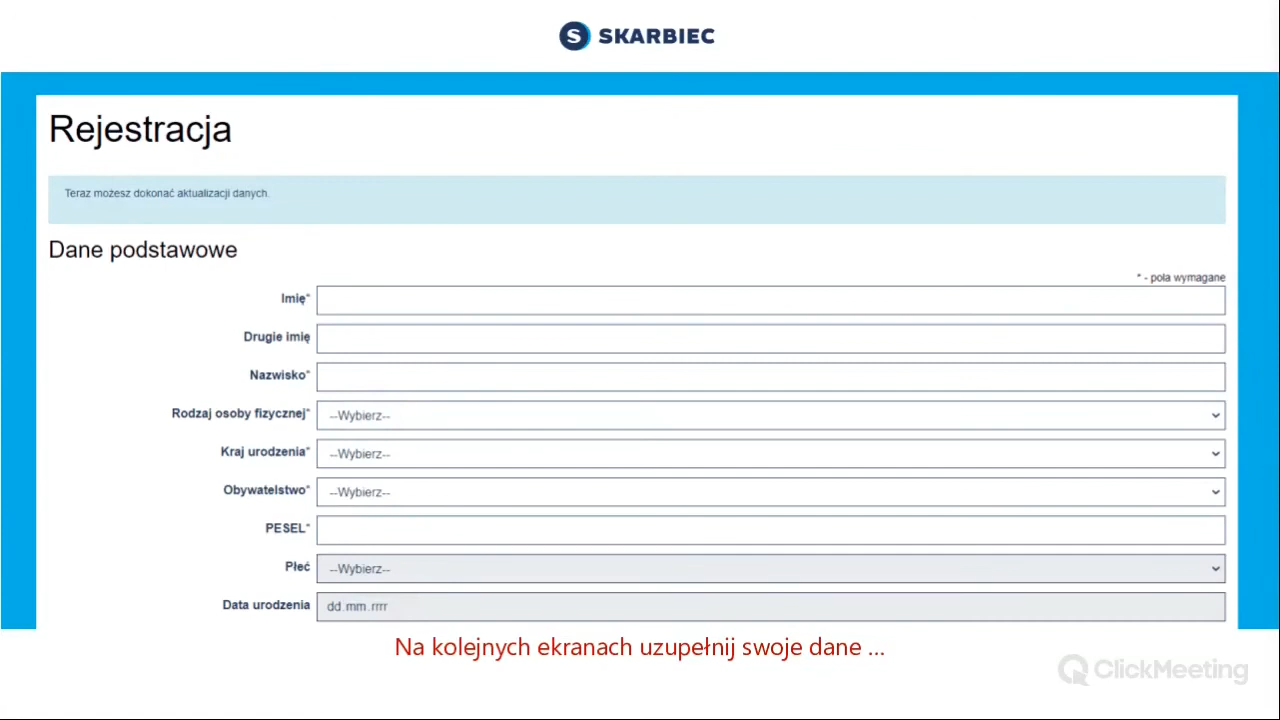 S SKARBIEC
Rejestracja
Teraz możesz dokonać aktualizacji danych.
Dane podstawowe
* - pola wymagane
Imię*
Drugie imię
Nazwisko*
Rodzaj osoby fizycznej* --Wybierz--
Kraj urodzenia* --Wybierz--
Obywatelstwo* --Wybierz--
PESEL*
Płeć --Wybierz--
Data urodzenia dd.mm.rrrr
Na kolejnych ekranach uzupełnij swoje dane ...
ClickMeeting